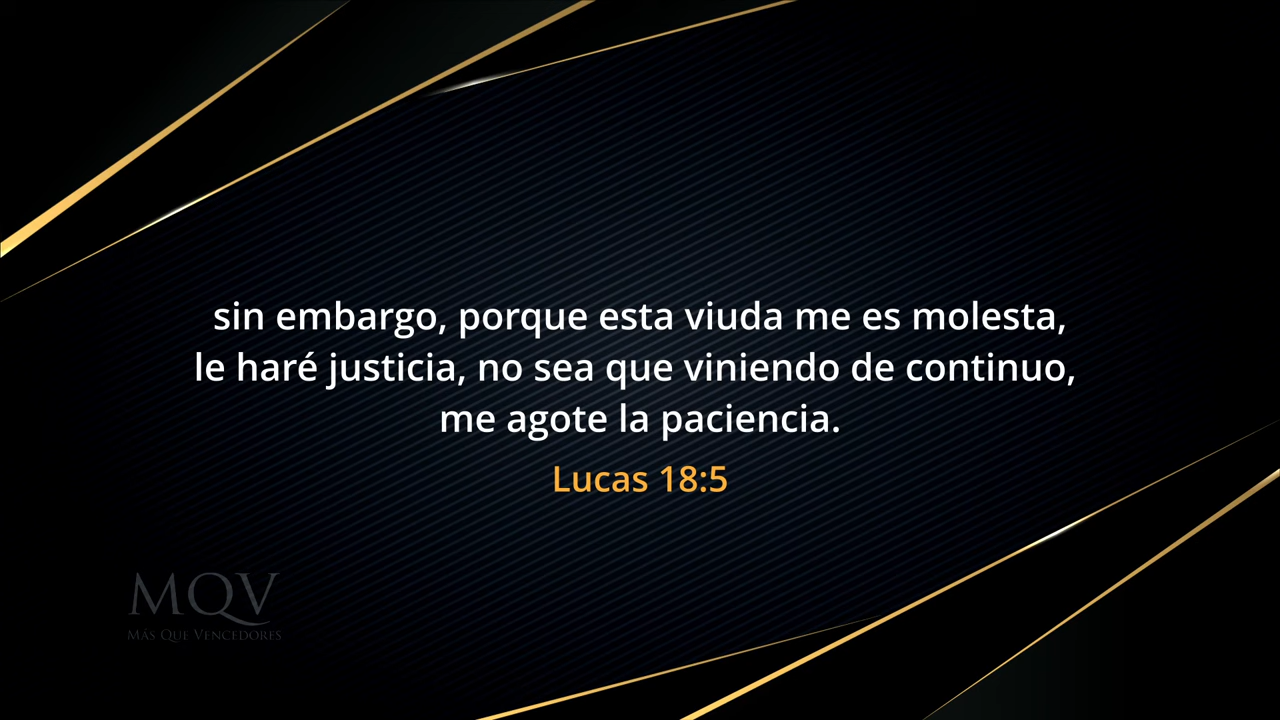 sin embargo, porque esta viuda me es molesta,
le haré justicia, no sea que viniendo de continuo,
me agote la paciencia.
Lucas 18:5
MQV
Más Que Vencedores